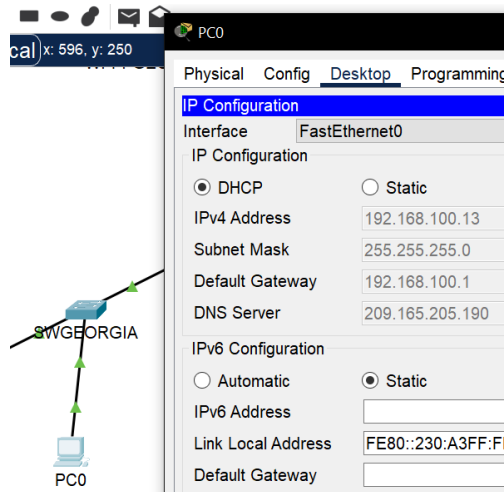 PC0
cal x: 596, y: 250
Physical Config Desktop Programming
IP Configuration
Interface FastEthernet0
IP Configuration
DHCP Static
IPv4 Address 192.168.100.13
Subnet Mask 255.255.255.0
Default Gateway 192.168.100.1
DNS Server 209.165.205.190
SWGEORGIA
IPv6 Configuration
Automatic Static
IPv6 Address
Link Local Address FE80::230:A3FF:F
Default Gateway
PC0